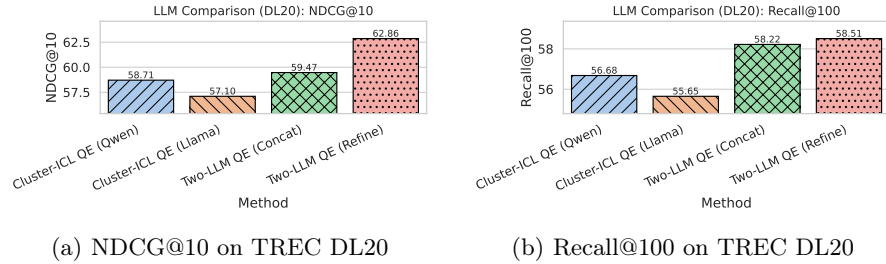 LLM Comparison (DL20): NDCG@10
NDCG@10
62.5
60.0
57.5
58.71
57.10
59.47
62.86
Cluster-ICL QE (Qwen)
Cluster-ICL QE (Llama)
Two-LLM QE (Concat)
Two-LLM QE (Refine)
Method
(a) NDCG@10 on TREC DL20
LLM Comparison (DL20): Recall@100
Recall@100
58
56
56.68
55.65
58.22
58.51
Cluster-ICL QE (Qwen)
Cluster-ICL QE (Llama)
Two-LLM QE (Concat)
Two-LLM QE (Refine)
Method
(b) Recall@100 on TREC DL20